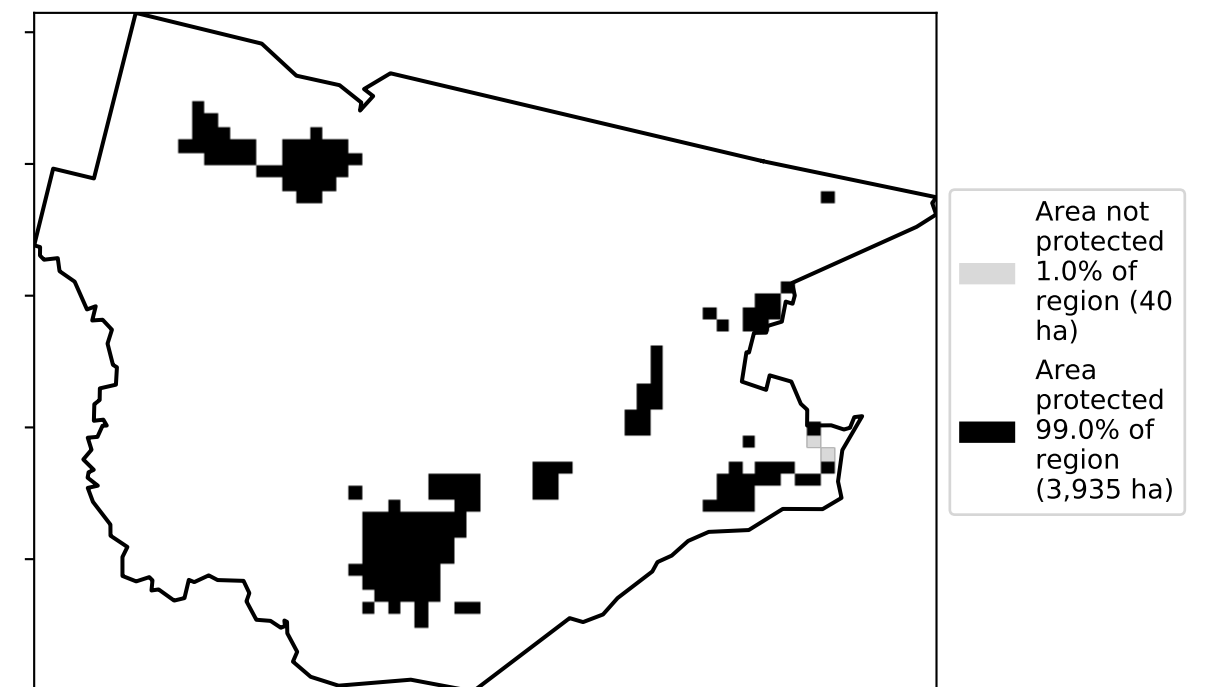 Area not
protected
1.0% of
region (40
ha)
Area
protected
99.0% of
region
(3,935 ha)